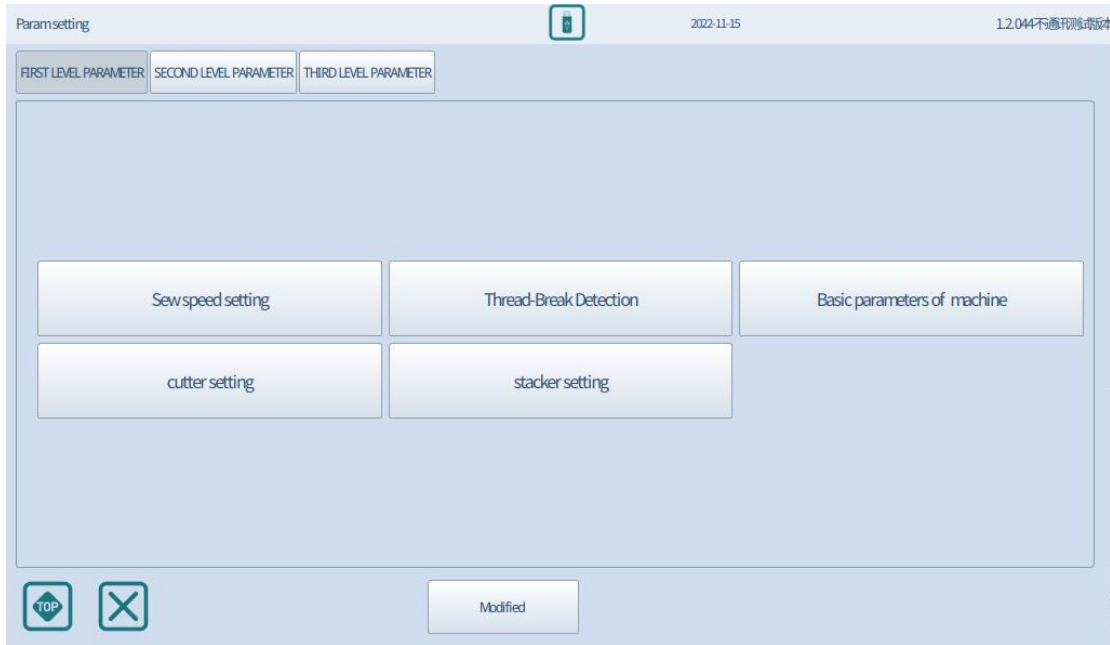 Param setting
2022-11-15
1.2.044不通讯测试版本
FIRST LEVEL PARAMETER
SECOND LEVEL PARAMETER
THIRD LEVEL PARAMETER
Sew speed setting
Thread-Break Detection
Basic parameters of machine
cutter setting
stacker setting
TOP
Modified